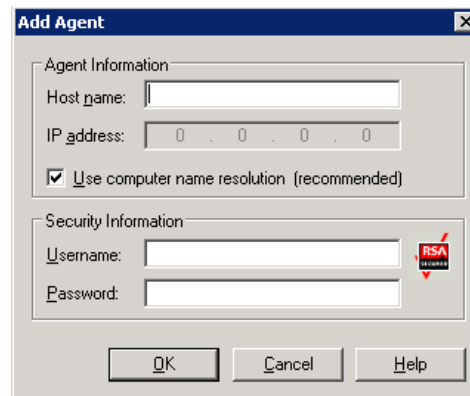 Add Agent
Agent Information
Host name:
IP address: 0 . 0 . 0 . 0
Use computer name resolution (recommended)
Security Information
Username:
RSA
SECURED
Password:
OK Cancel Help